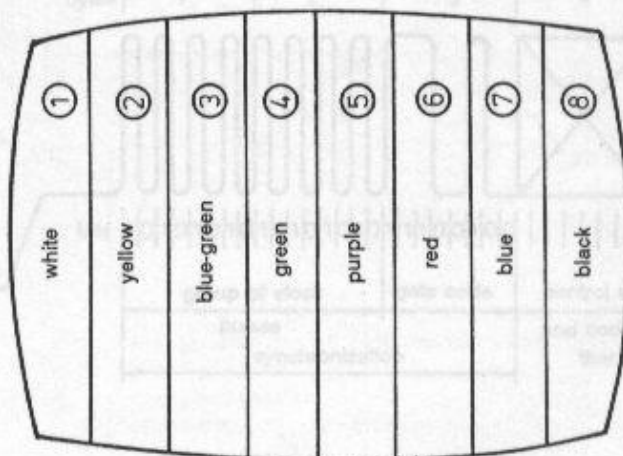 ① white
② yellow
③ blue-green
④ green
⑤ purple
⑥ red
⑦ blue
⑧ black